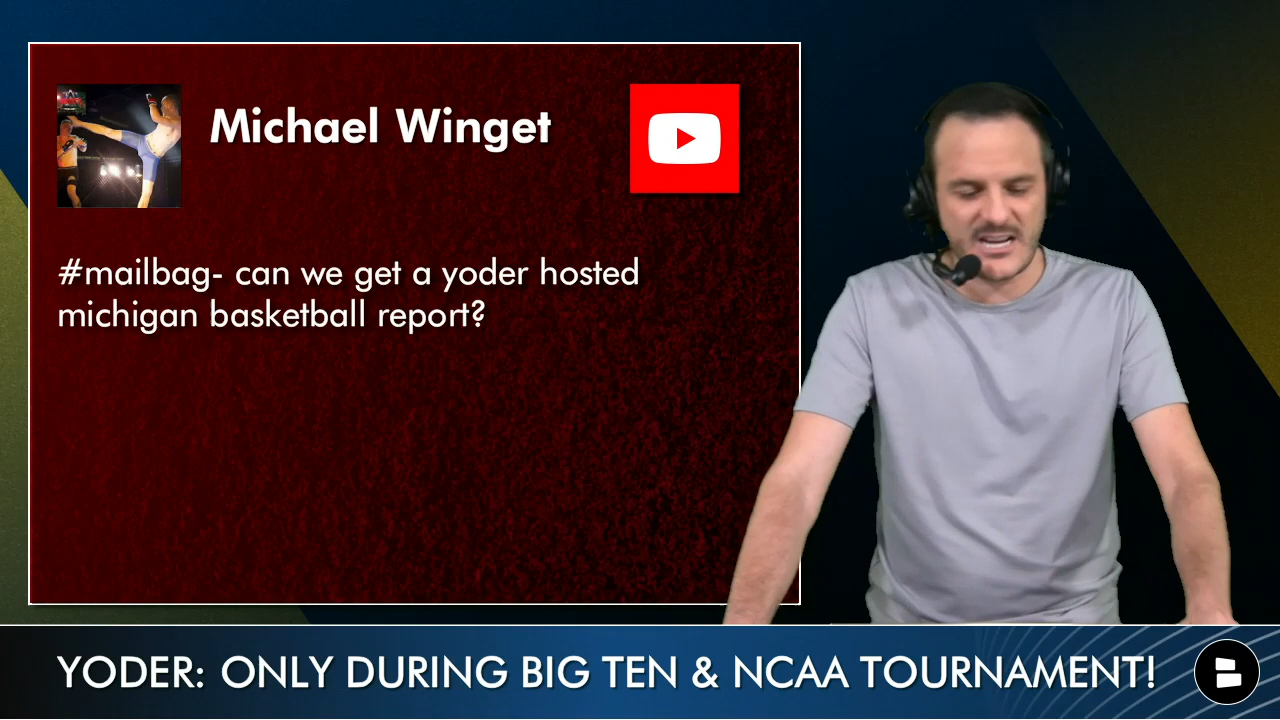 Michael Winget
#mailbag- can we get a yoder hosted
michigan basketball report?
YODER: ONLY DURING BIG TEN & NCAA TOURNAMENT!